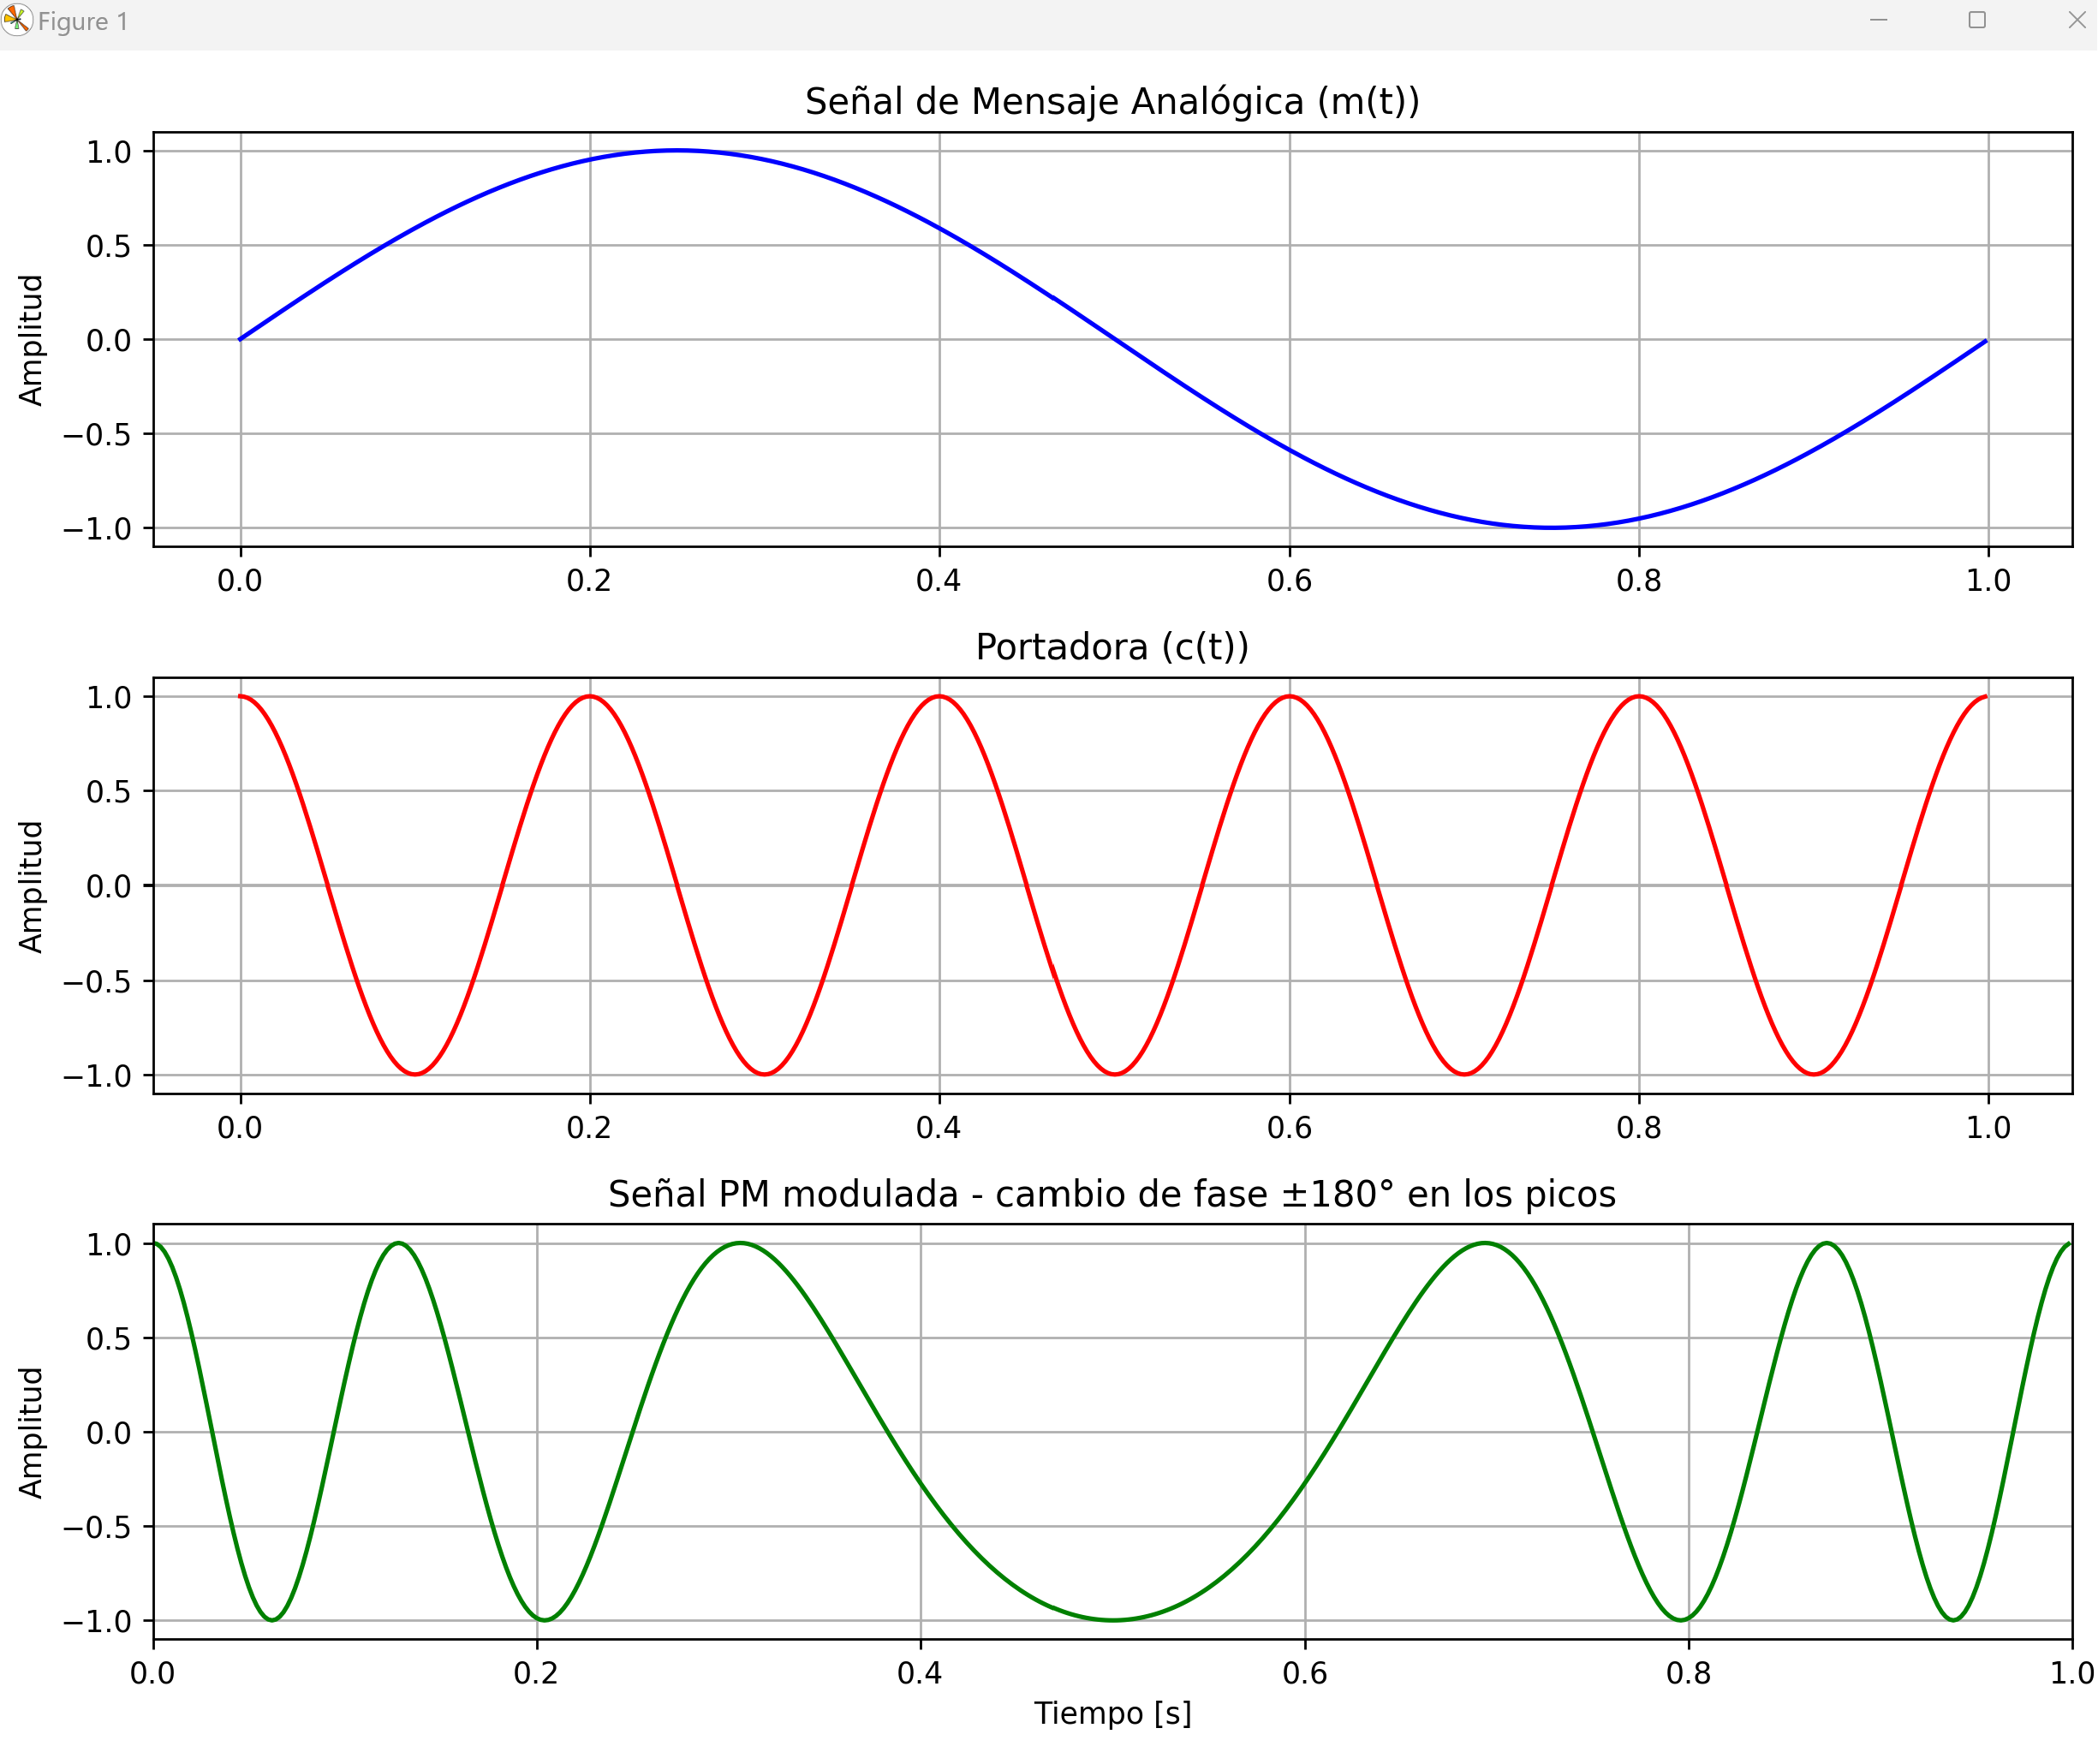 Figure 1
Señal de Mensaje Analógica (m(t))
Amplitud
1.0
0.5
0.0
−0.5
−1.0
0.0 0.2 0.4 0.6 0.8 1.0
Portadora (c(t))
Amplitud
1.0
0.5
0.0
−0.5
−1.0
0.0 0.2 0.4 0.6 0.8 1.0
Señal PM modulada - cambio de fase ±180° en los picos
Amplitud
1.0
0.5
0.0
−0.5
−1.0
0.0 0.2 0.4 0.6 0.8 1.0
Tiempo [s]